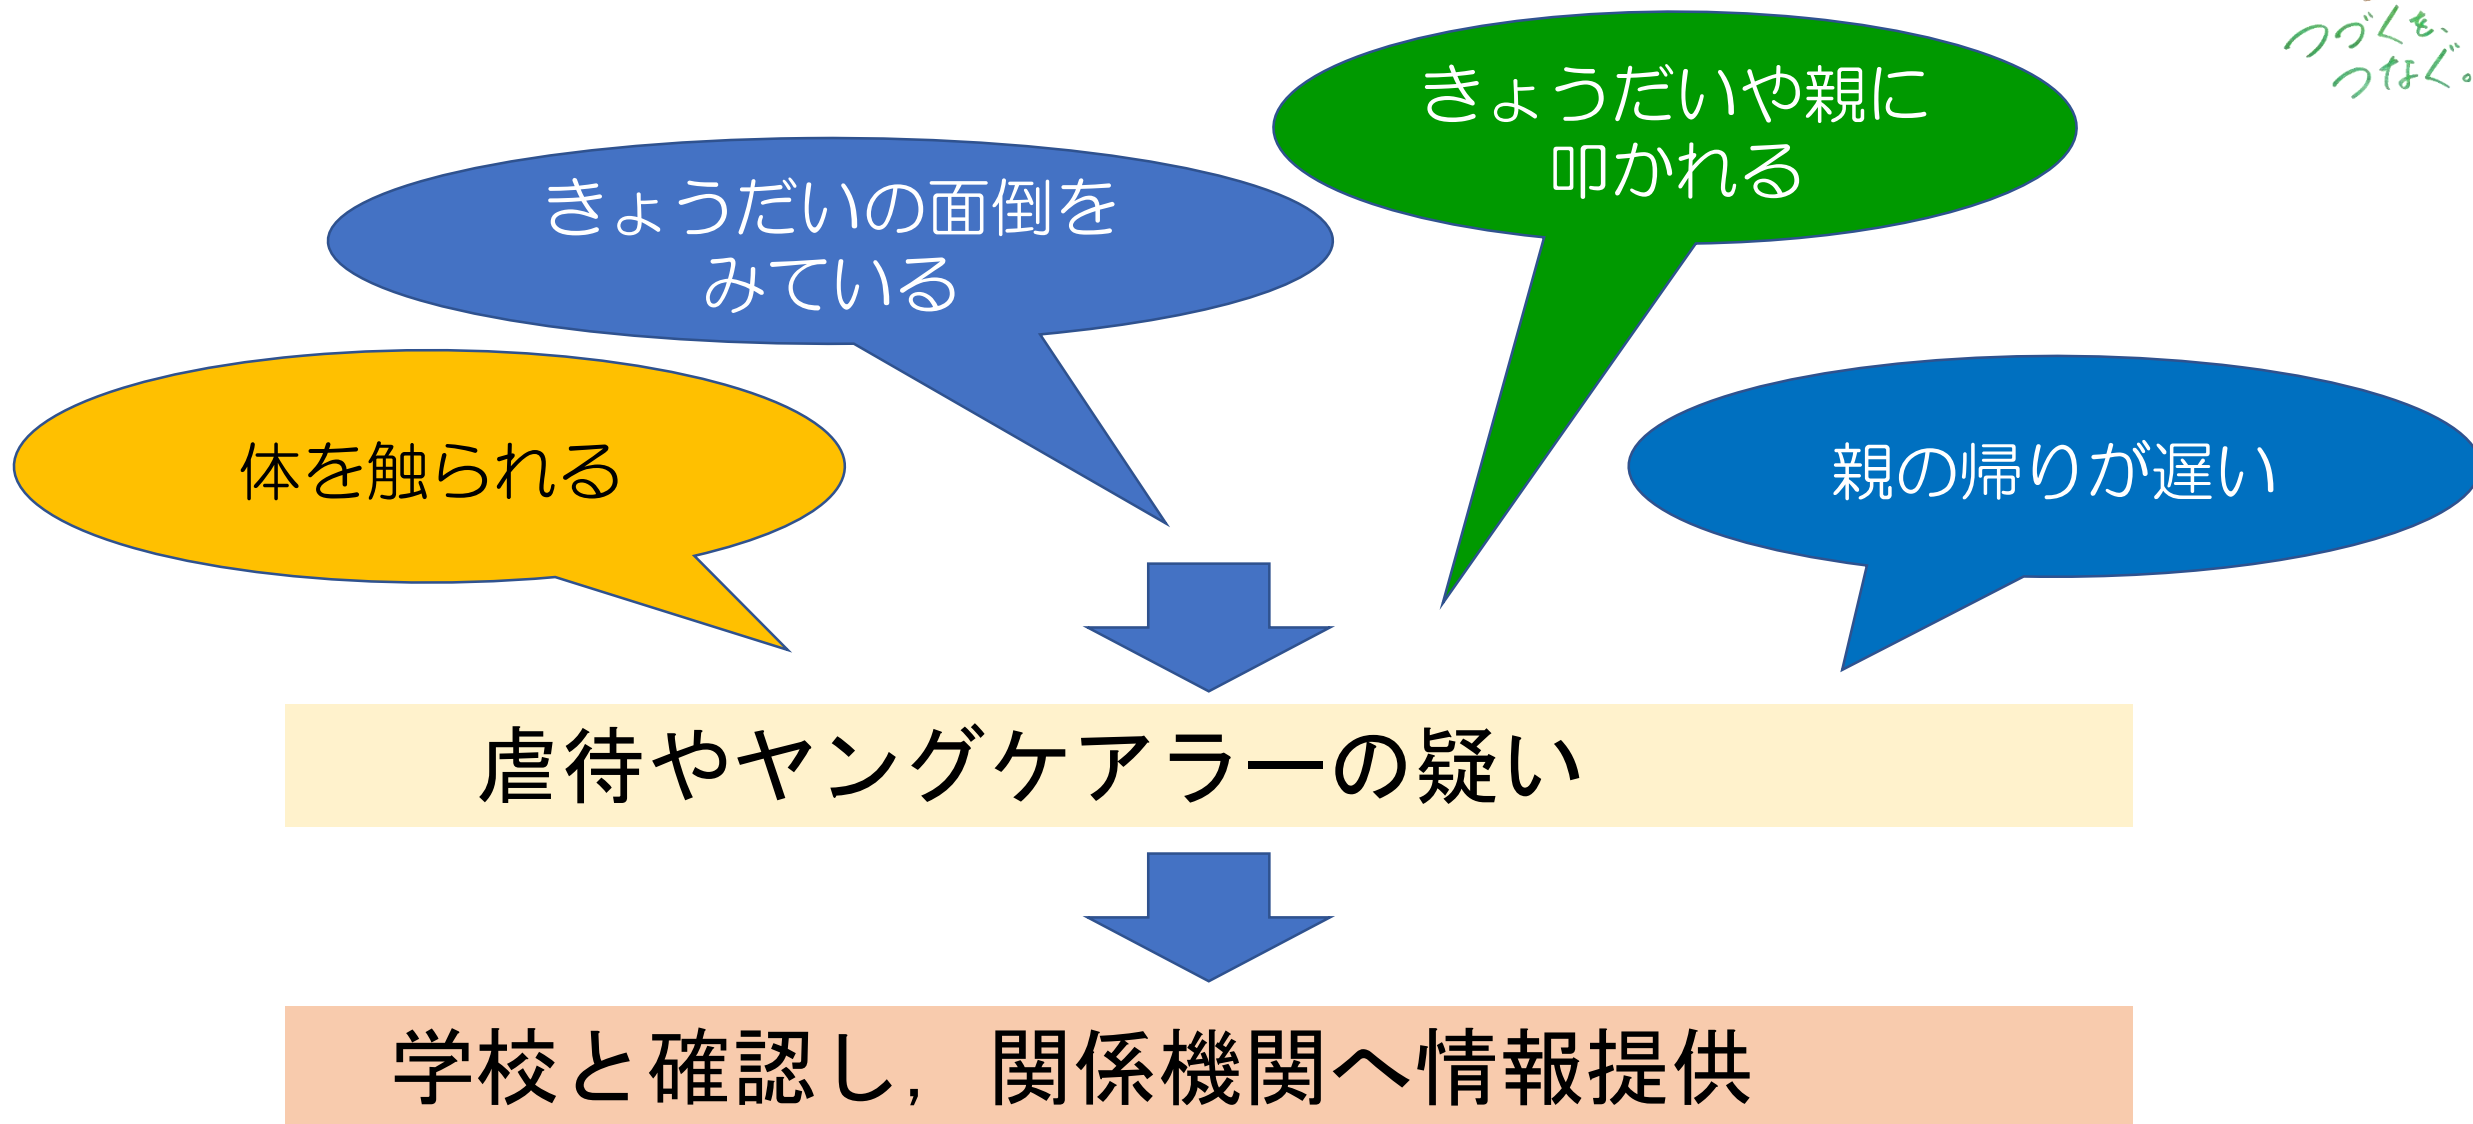 つづくを、
つなぐ。
きょうだいや親に
叩かれる
きょうだいの面倒を
みている
体を触られる
親の帰りが遅い
虐待やヤングケアラーの疑い
学校と確認し，関係機関へ情報提供